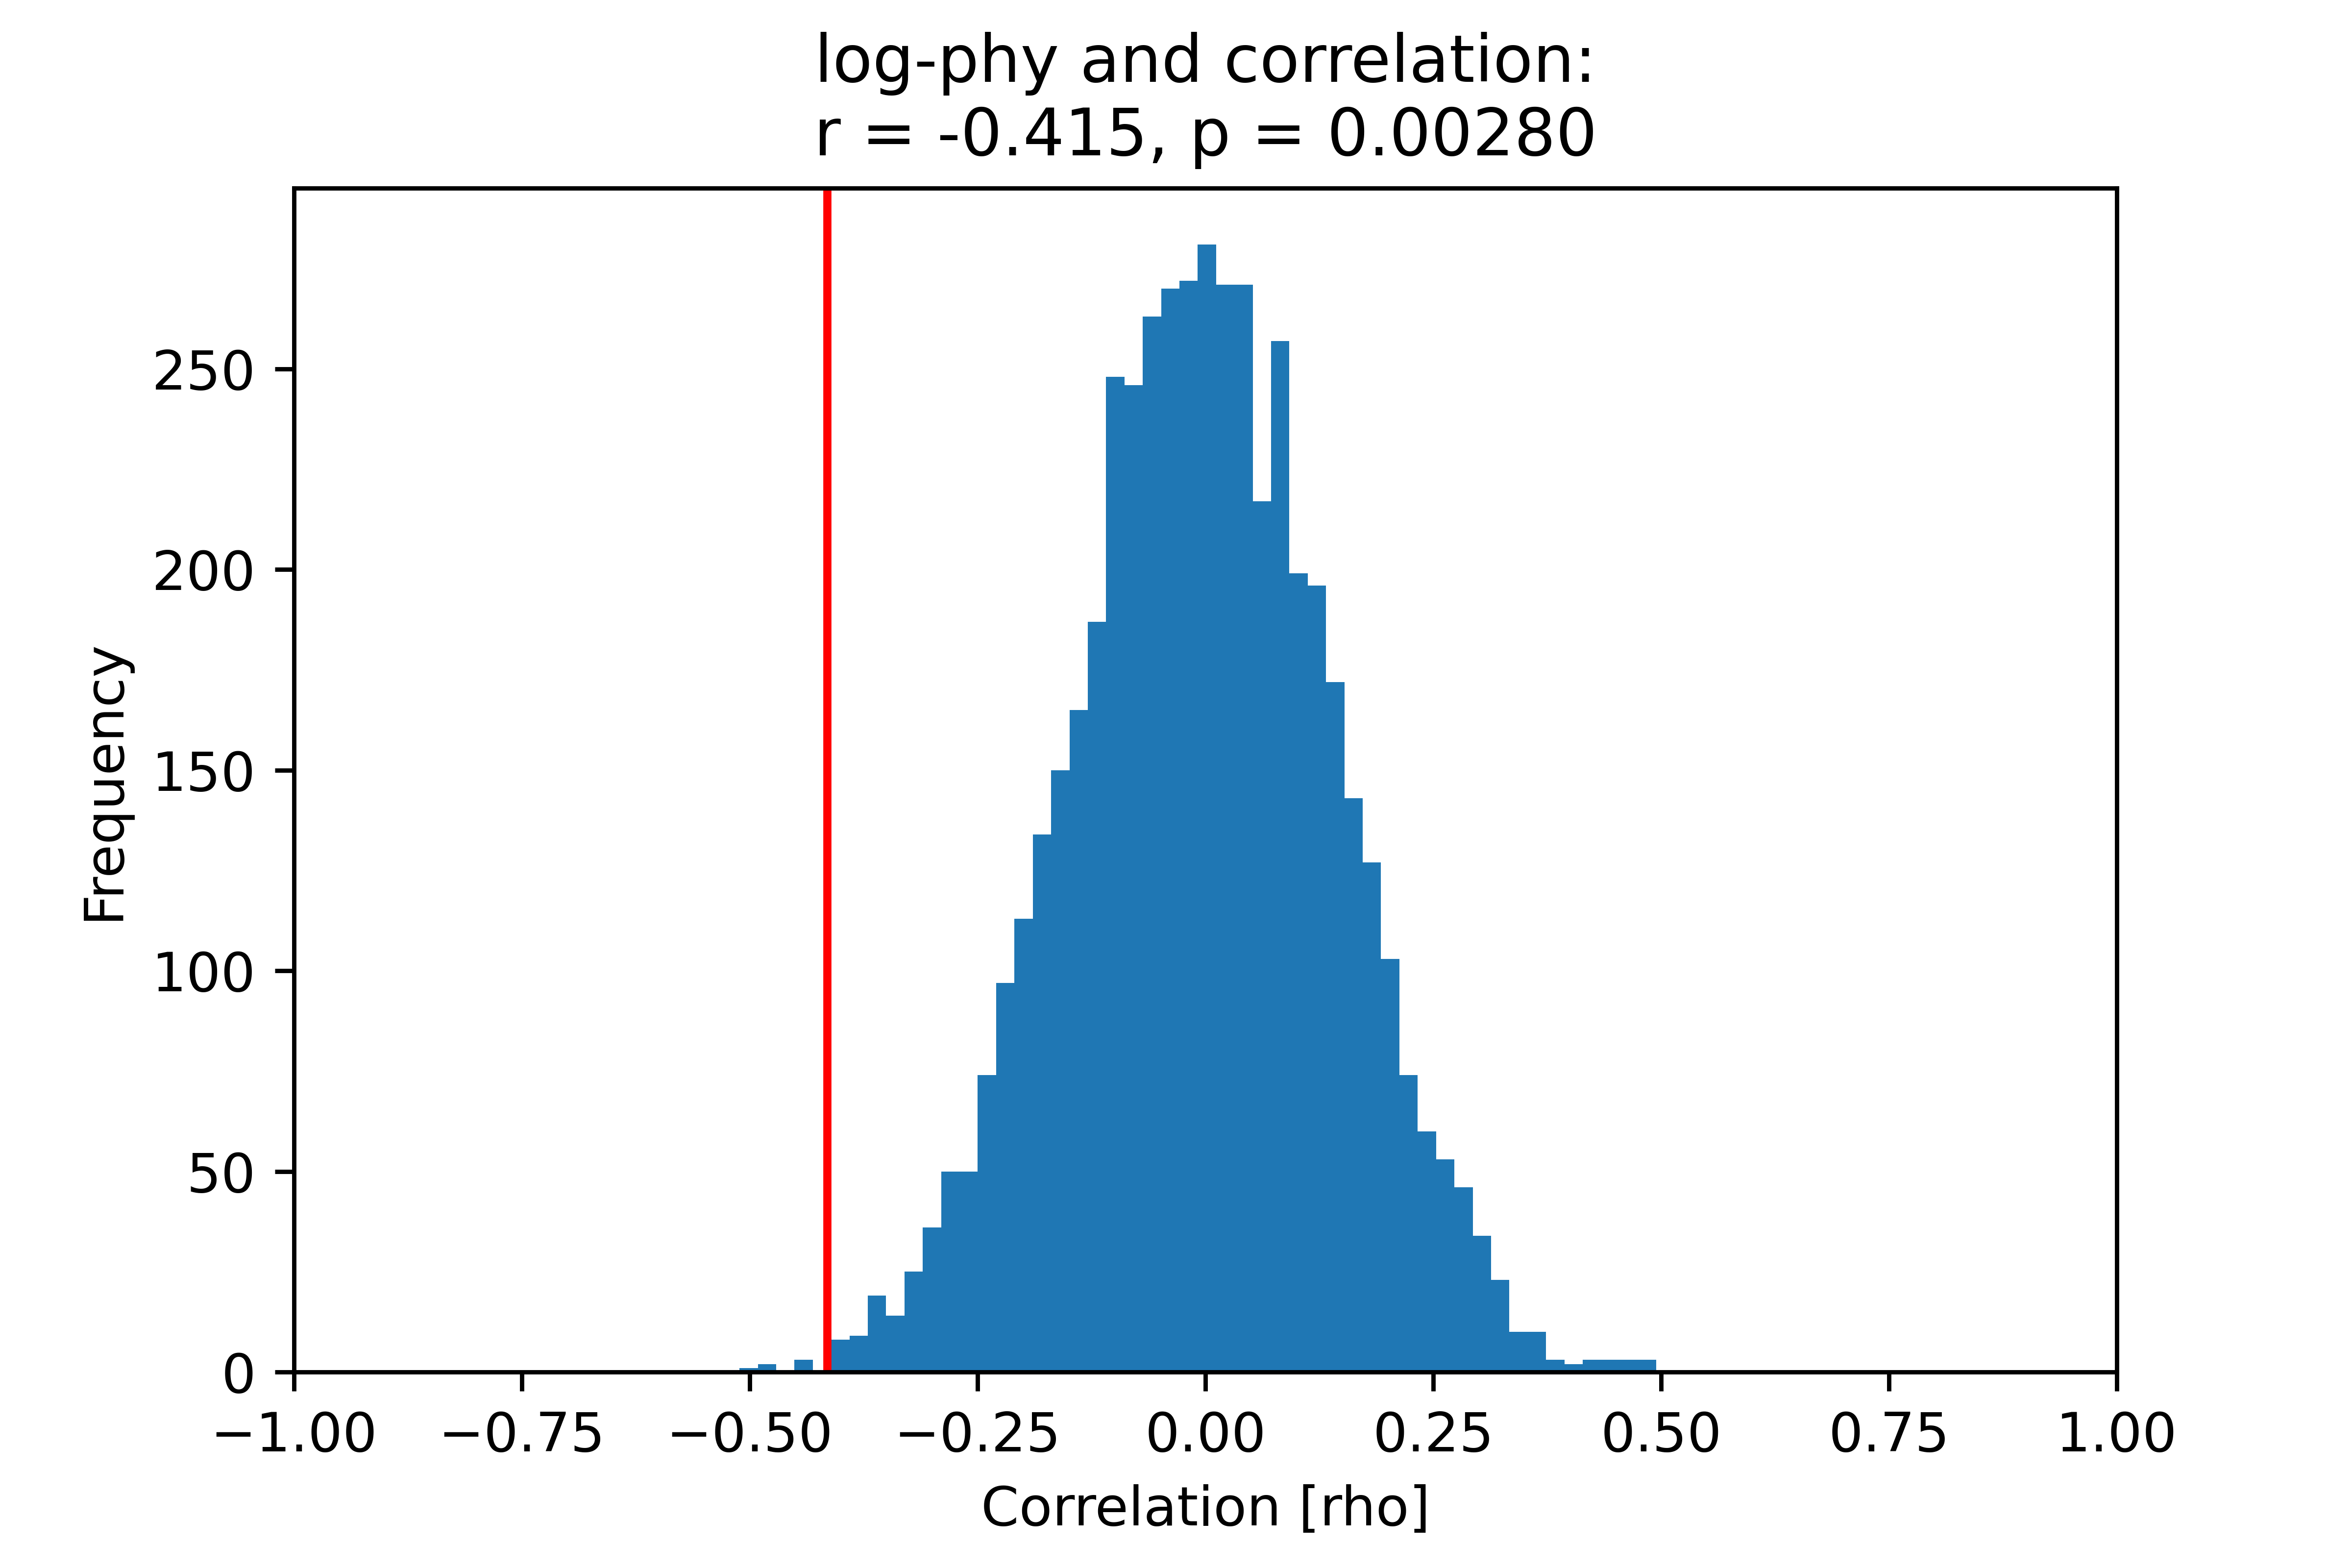 log-phy and correlation:
r = -0.415, p = 0.00280
Frequency
250
200
150
100
50
0
−1.00 −0.75 −0.50 −0.25 0.00 0.25 0.50 0.75 1.00
Correlation [rho]